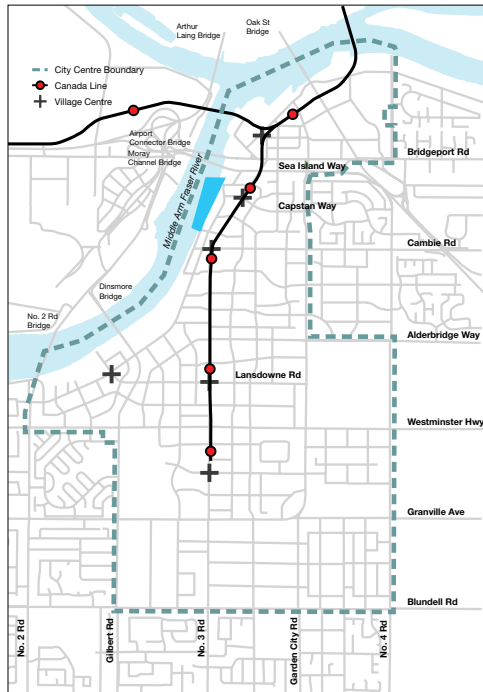 Arthur
Laing Bridge
Oak St
Bridge
City Centre Boundary
Canada Line
Village Centre
Airport
Connector Bridge
Moray
Channel Bridge
Bridgeport Rd
Sea Island Way
Middle Arm Fraser River
Capstan Way
Cambie Rd
Dinsmore
Bridge
No. 2 Rd
Bridge
Alderbridge Way
Lansdowne Rd
Westminster Hwy
Granville Ave
Blundell Rd
No. 2 Rd
Gilbert Rd
No. 3 Rd
Garden City Rd
No. 4 Rd